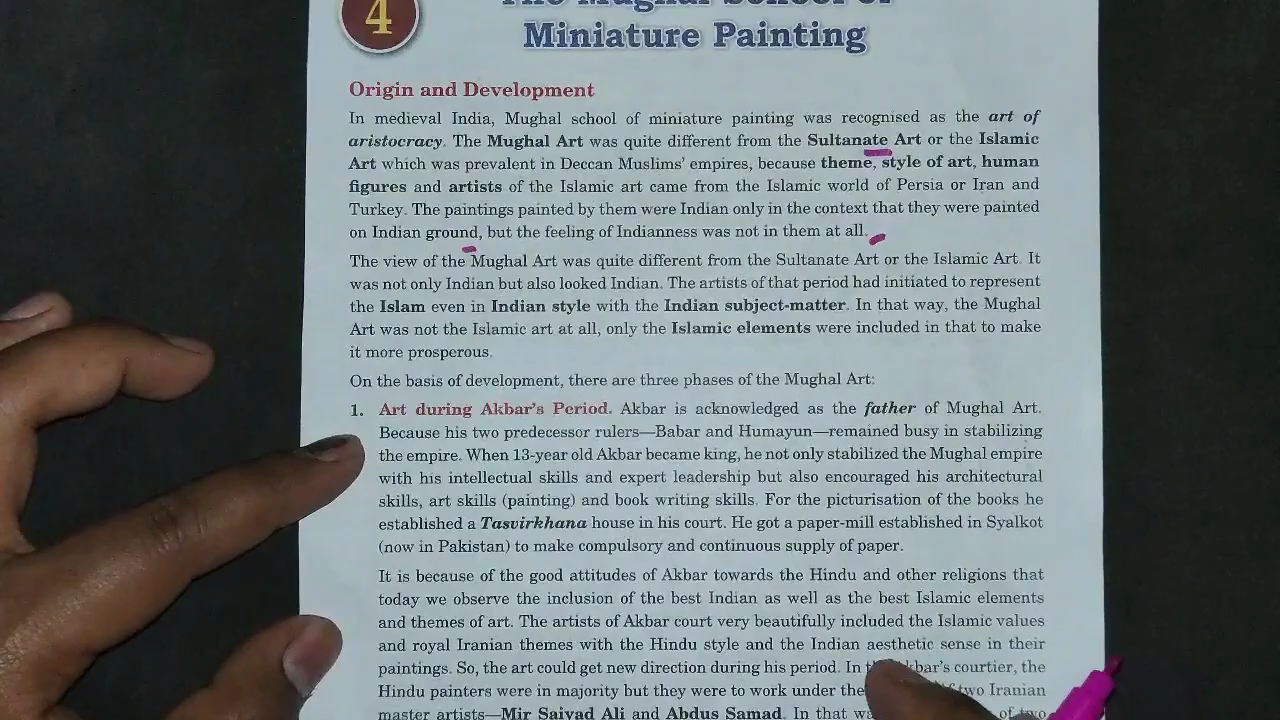 4
The Mughal School of
Miniature Painting
Origin and Development
In medieval India, Mughal school of miniature painting was recognised as the art of
aristocracy. The Mughal Art was quite different from the Sultanate Art or the Islamic
Art which was prevalent in Deccan Muslims' empires, because theme, style of art, human
figures and artists of the Islamic art came from the Islamic world of Persia or Iran and
Turkey. The paintings painted by them were Indian only in the context that they were painted
on Indian ground, but the feeling of Indianness was not in them at all.
The view of the Mughal Art was quite different from the Sultanate Art or the Islamic Art. It
was not only Indian but also looked Indian. The artists of that period had initiated to represent
the Islam even in Indian style with the Indian subject-matter. In that way, the Mughal
Art was not the Islamic art at all, only the Islamic elements were included in that to make
it more prosperous.
On the basis of development, there are three phases of the Mughal Art:
1. Art during Akbar's Period. Akbar is acknowledged as the father of Mughal Art.
Because his two predecessor rulers—Babar and Humayun—remained busy in stabilizing
the empire. When 13-year old Akbar became king, he not only stabilized the Mughal empire
with his intellectual skills and expert leadership but also encouraged his architectural
skills, art skills (painting) and book writing skills. For the picturisation of the books he
established a Tasvirkhana house in his court. He got a paper-mill established in Syalkot
(now in Pakistan) to make compulsory and continuous supply of paper.
It is because of the good attitudes of Akbar towards the Hindu and other religions that
today we observe the inclusion of the best Indian as well as the best Islamic elements
and themes of art. The artists of Akbar court very beautifully included the Islamic values
and royal Iranian themes with the Hindu style and the Indian aesthetic sense in their
paintings. So, the art could get new direction during his period. In kbar's courtier, the
Hindu painters were in majority but they were to work under the two Iranian
master artists—Mir Saiyad Ali and Abdus Samad. In that of two